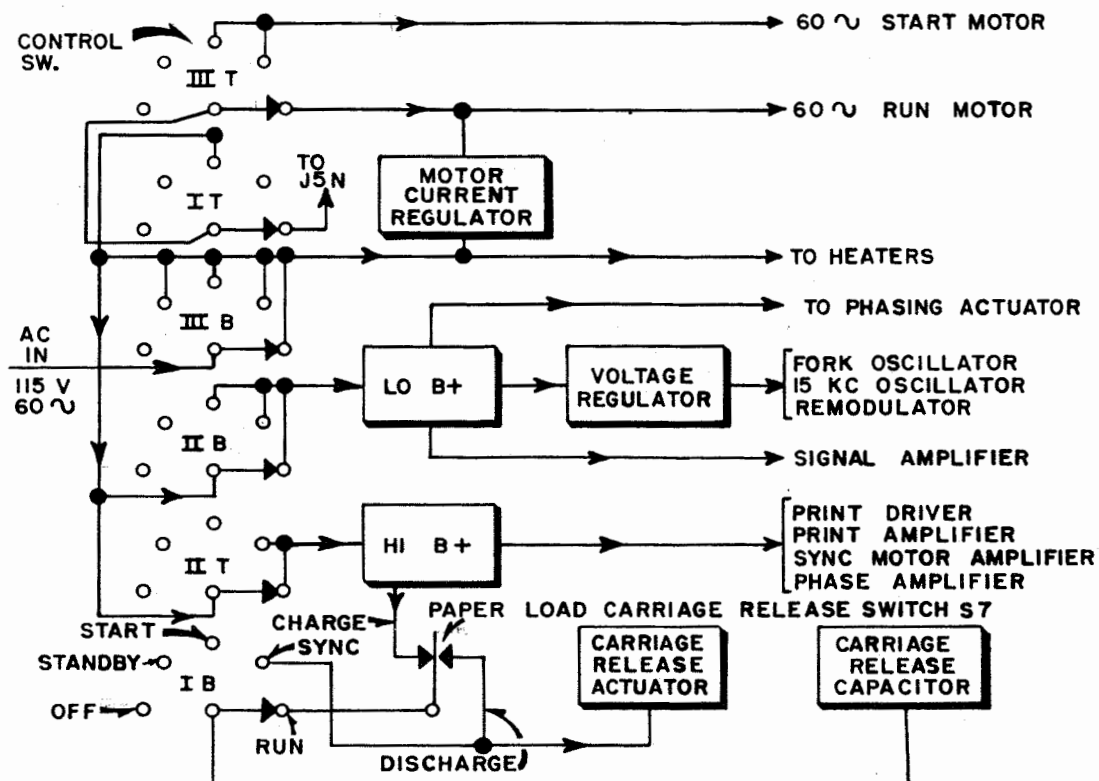 CONTROL
SW.
III T
60 ∿ START MOTOR
60 ∿ RUN MOTOR
I T
TO
J5N
MOTOR
CURRENT
REGULATOR
TO HEATERS
III B
AC
IN
115 V
60 ∿
TO PHASING ACTUATOR
LO B+
VOLTAGE
REGULATOR
FORK OSCILLATOR
15 KC OSCILLATOR
REMODULATOR
II B
SIGNAL AMPLIFIER
II T
HI B+
PRINT DRIVER
PRINT AMPLIFIER
SYNC MOTOR AMPLIFIER
PHASE AMPLIFIER
PAPER LOAD CARRIAGE RELEASE SWITCH S7
START
STANDBY
OFF
I B
CHARGE
SYNC
RUN
DISCHARGE
CARRIAGE
RELEASE
ACTUATOR
CARRIAGE
RELEASE
CAPACITOR